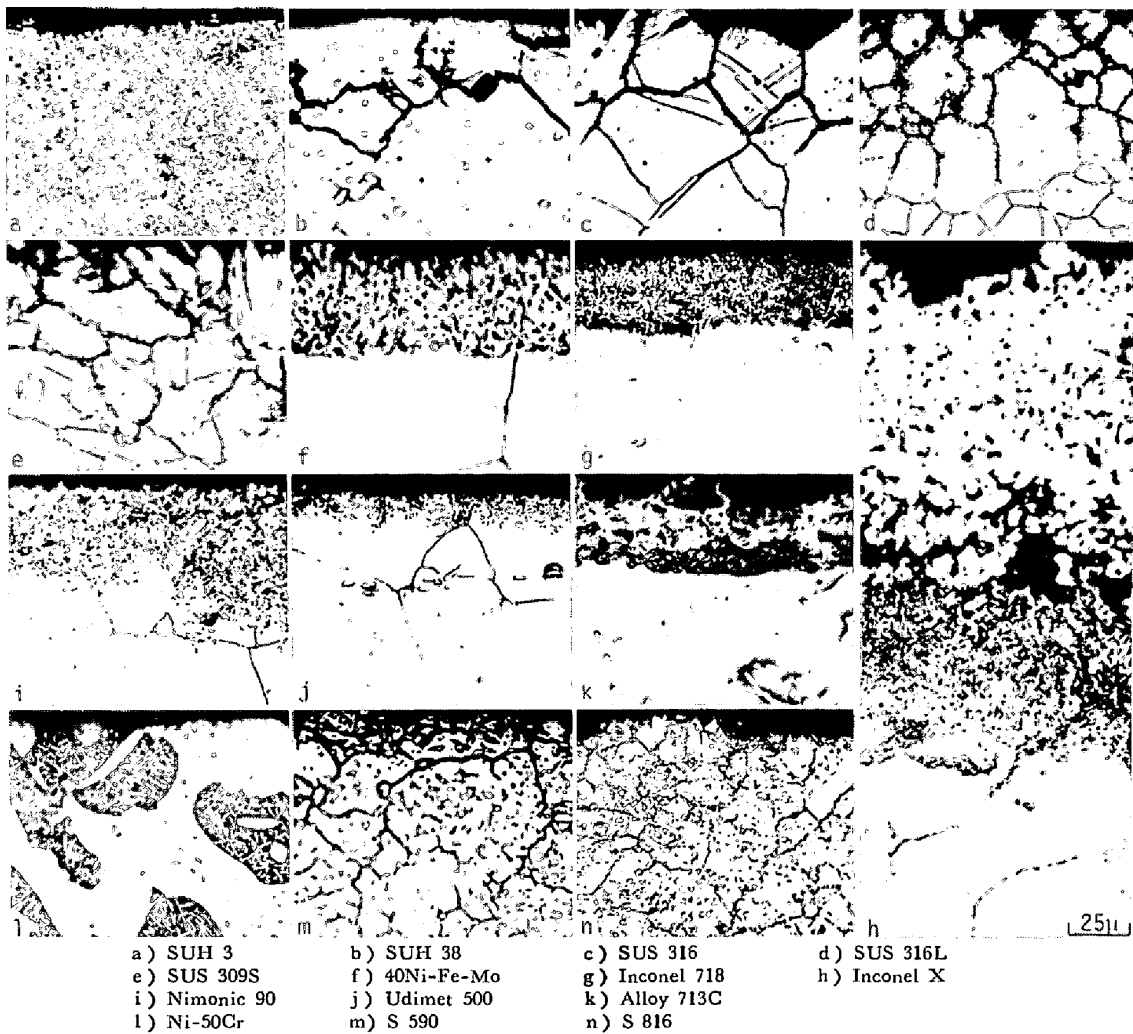 a
b
c
d
e
f
g
h
i
j
k
l
m
n
25μ
a ) SUH 3
b ) SUH 38
c ) SUS 316
d ) SUS 316L
e ) SUS 309S
f ) 40Ni-Fe-Mo
g ) Inconel 718
h ) Inconel X
i ) Nimonic 90
j ) Udimet 500
k ) Alloy 713C
l ) Ni-50Cr
m ) S 590
n ) S 816